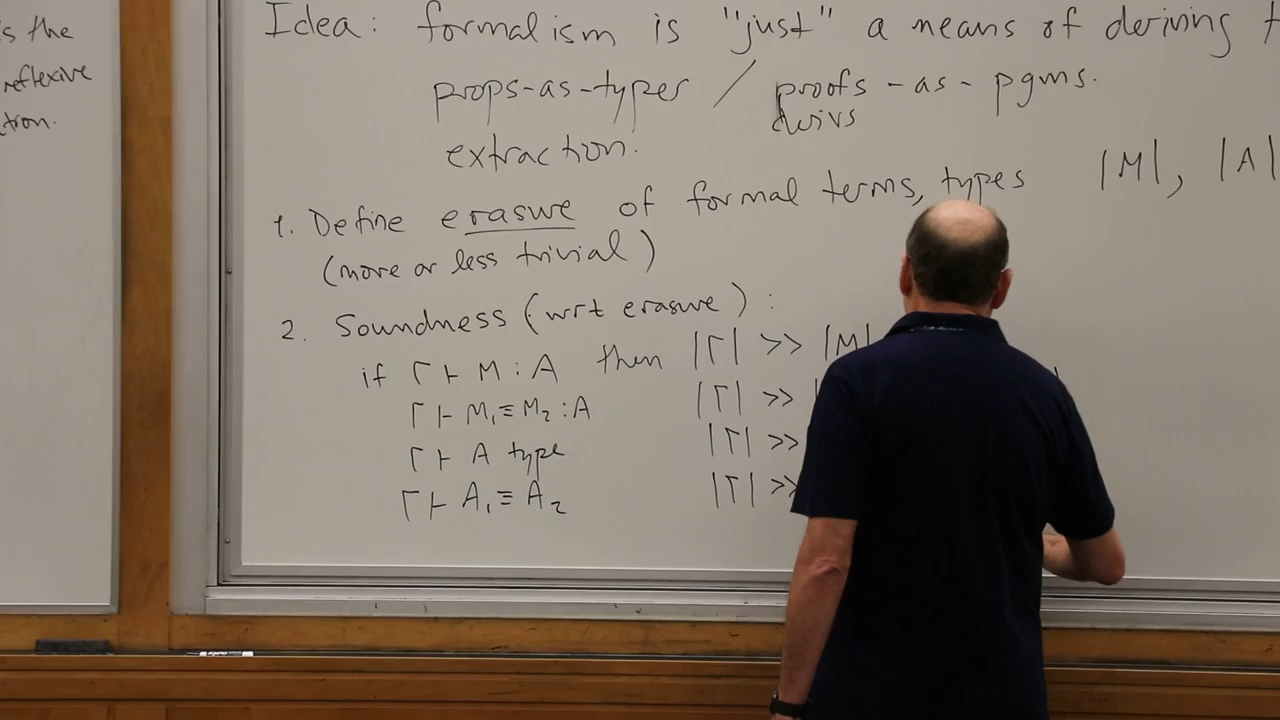 s the
reflexive
ction.
Idea: formalism is "just" a means of deriving t
props-as-types / proofs-as-pgms.
derivs
extraction.
1. Define erasure of formal terms, types |M|, |A|
(more or less trivial)
2. Soundness (wrt erasure):
if Γ ⊢ M : A then |Γ| >> |M|
Γ ⊢ M₁ ≡ M₂ : A |Γ| >> |
Γ ⊢ A type |Γ| >>
Γ ⊢ A₁ ≡ A₂ |Γ| >>